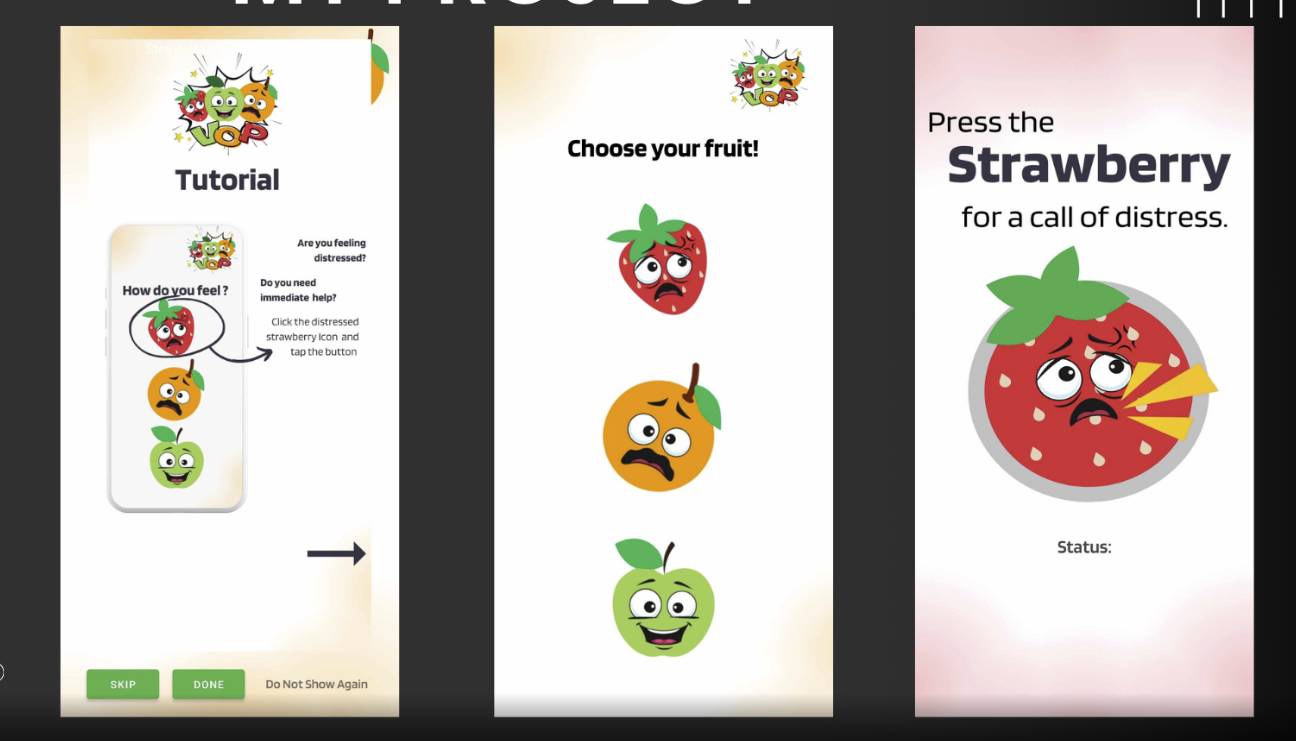 MY PROJECT
VOP
Tutorial
VOP
How do you feel ?
Are you feeling
distressed?
Do you need
immediate help?
Click the distressed
strawberry icon and
tap the button
SKIP
DONE
Do Not Show Again
VOP
Choose your fruit!
Press the
Strawberry
for a call of distress.
Status: